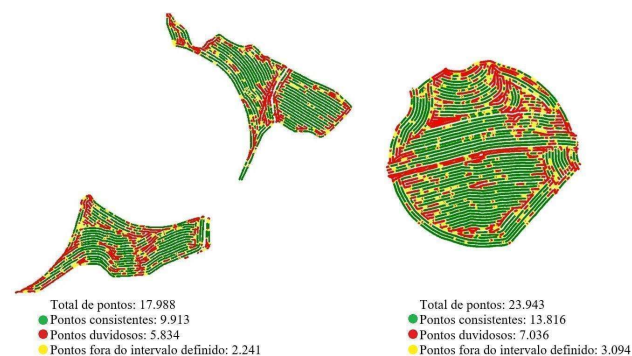 Total de pontos: 17.988
Pontos consistentes: 9.913
Pontos duvidosos: 5.834
Pontos fora do intervalo definido: 2.241
Total de pontos: 23.943
Pontos consistentes: 13.816
Pontos duvidosos: 7.036
Pontos fora do intervalo definido: 3.094